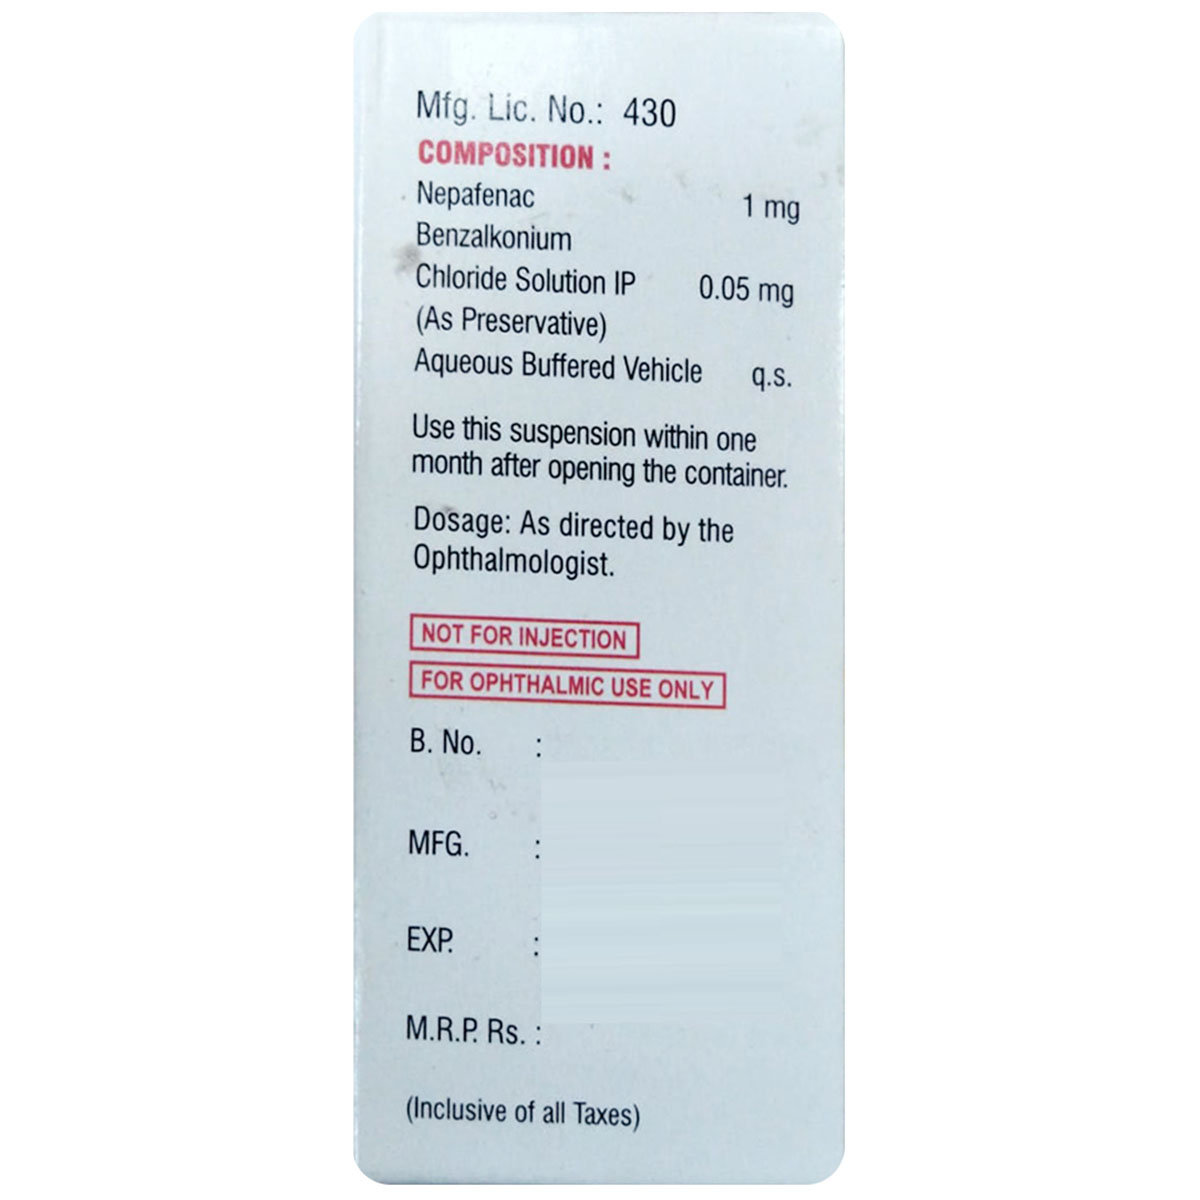 Mfg. Lic. No.: 430
COMPOSITION :
Nepafenac 1 mg
Benzalkonium
Chloride Solution IP 0.05 mg
(As Preservative)
Aqueous Buffered Vehicle q.s.
Use this suspension within one
month after opening the container.
Dosage: As directed by the
Ophthalmologist.
NOT FOR INJECTION
FOR OPHTHALMIC USE ONLY
B. No. :
MFG. :
EXP. :
M.R.P. Rs. :
(Inclusive of all Taxes)